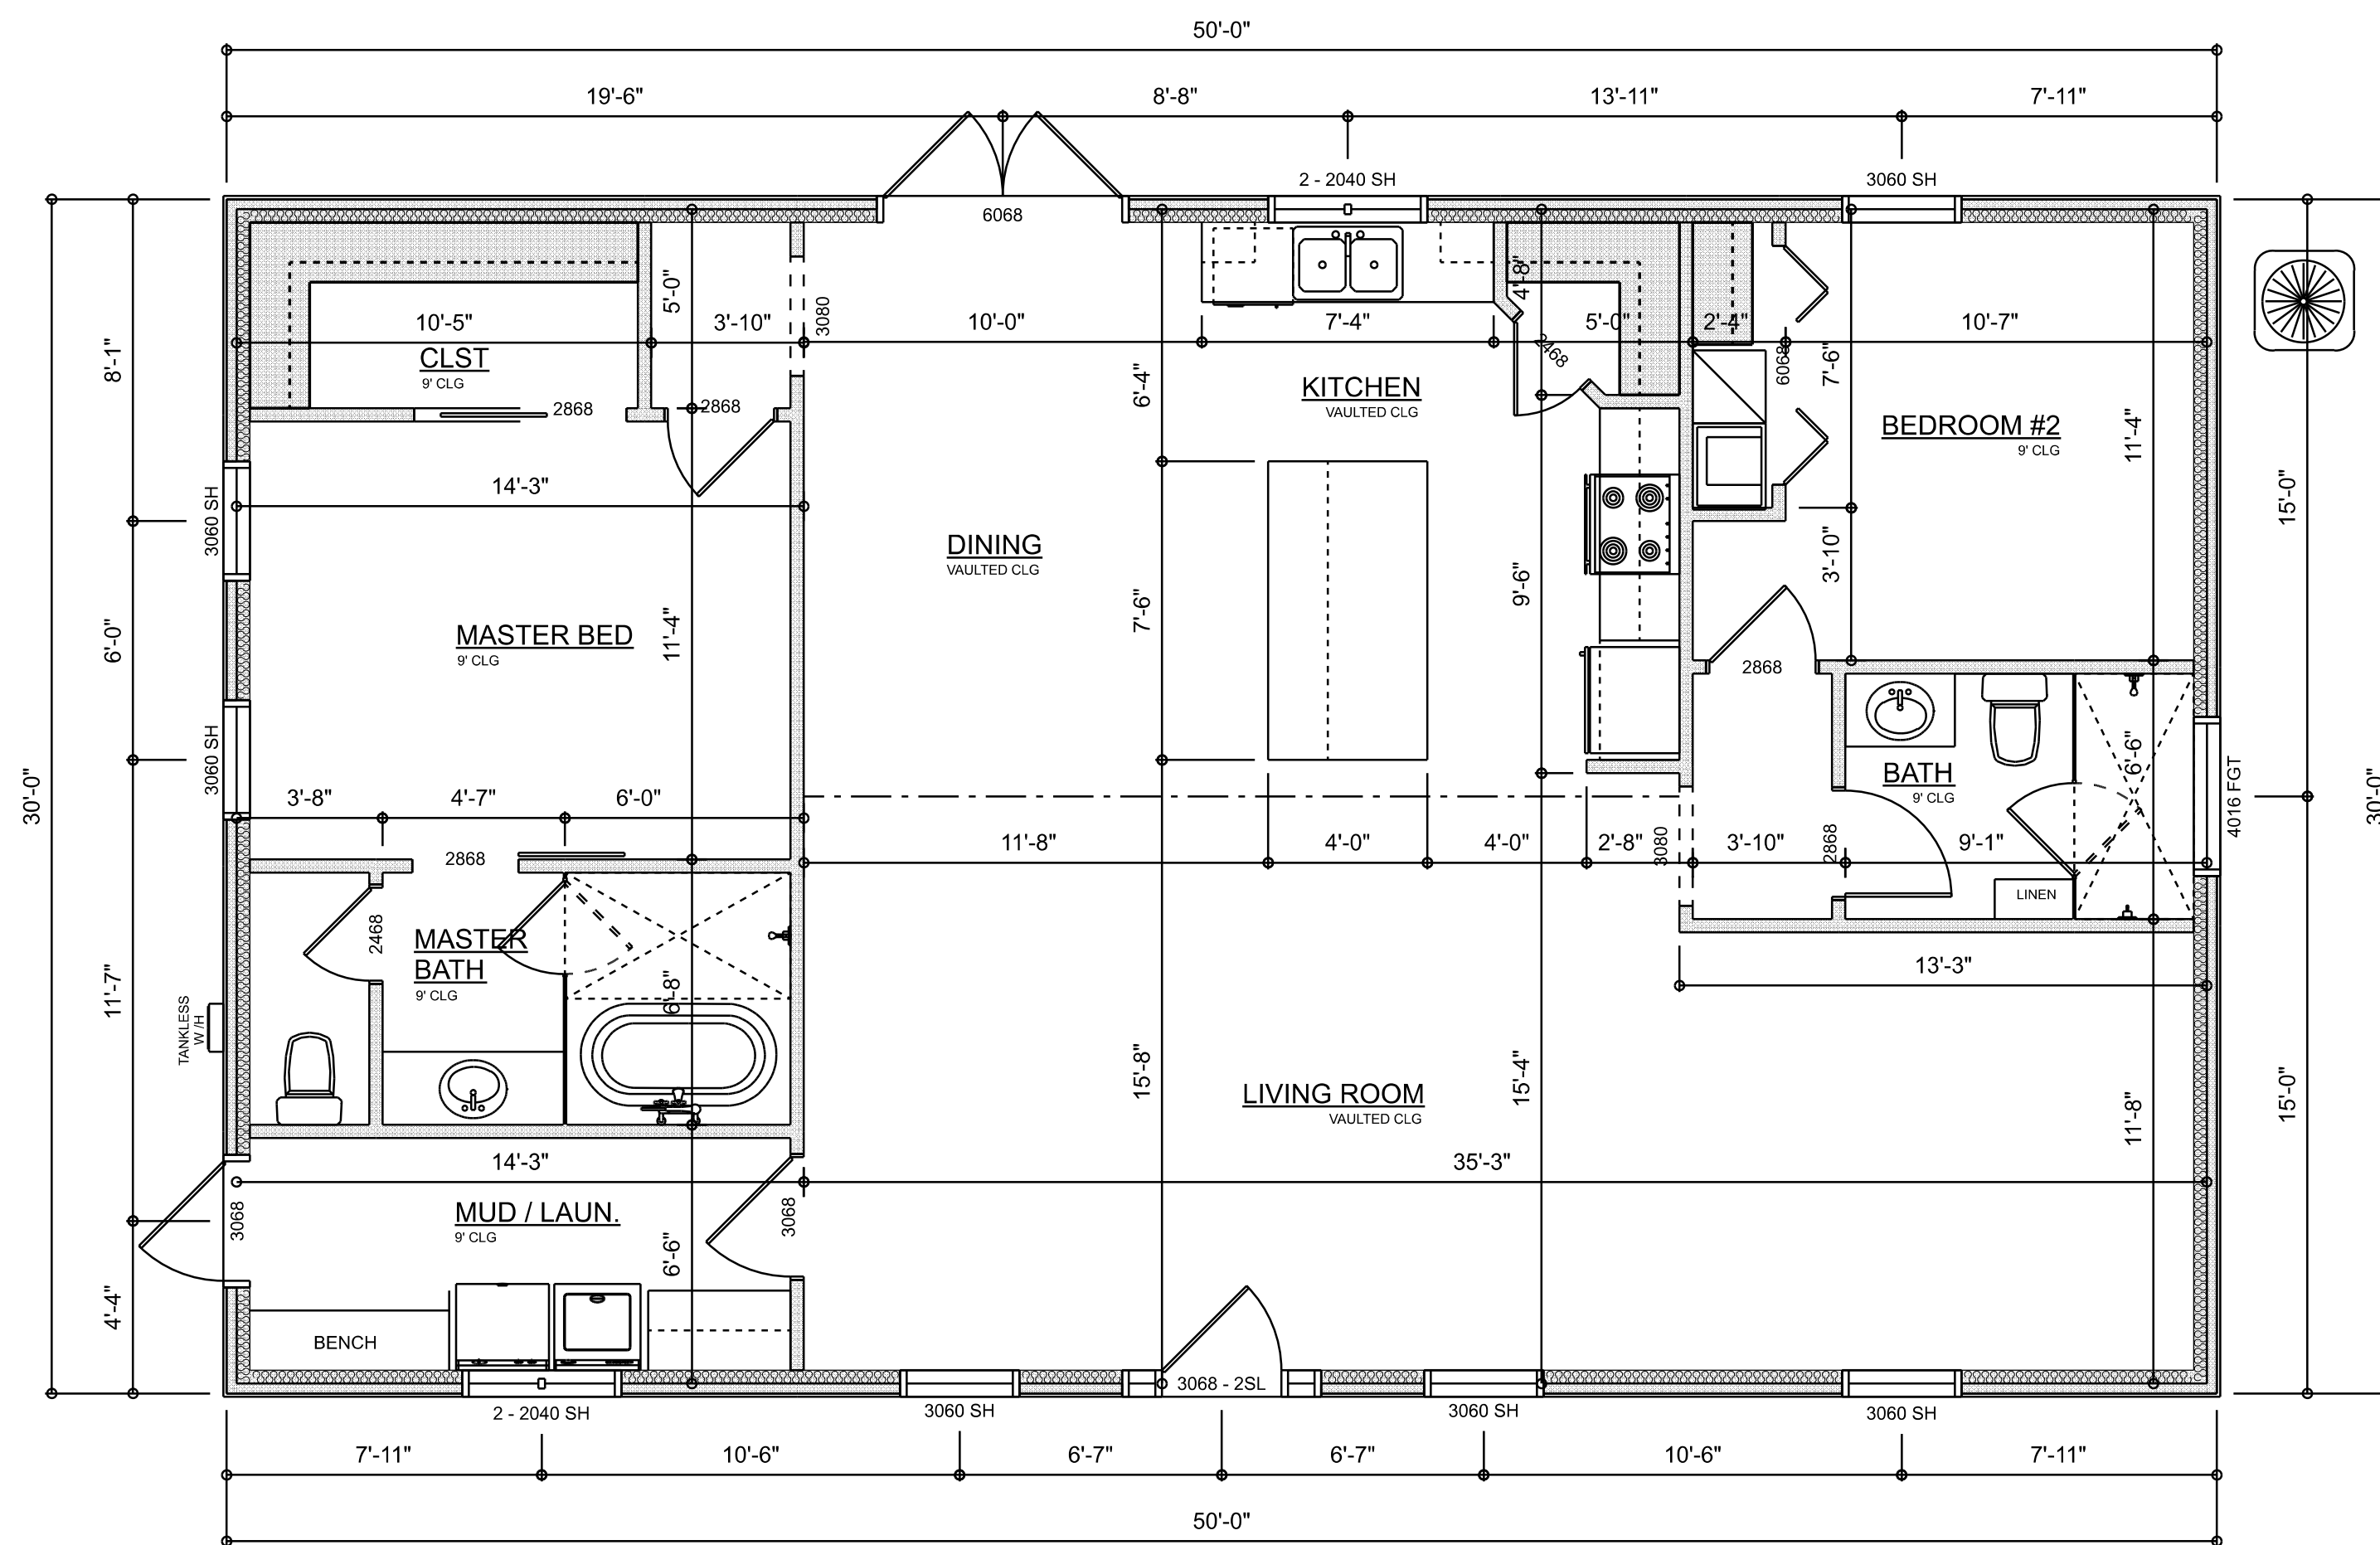 50'-0"
19'-6" 8'-8" 13'-11" 7'-11"
2 - 2040 SH 3060 SH
6068
5'-0" 4'-8"
10'-5" 3'-10" 3080 10'-0" 7'-4" 5'-0" 2'-4" 10'-7"
8'-1" CLST
9' CLG
6'-4" KITCHEN
VAULTED CLG
2468 6068 7'-6"
2868 2868
BEDROOM #2
9' CLG
11'-4"
14'-3"
3060 SH
15'-0"
DINING
VAULTED CLG
3'-10"
9'-6"
7'-6"
6'-0" MASTER BED
9' CLG
11'-4"
2868
3060 SH
6'-6"
BATH
9' CLG
4016 FGT
30'-0" 30'-0"
3'-8" 4'-7" 6'-0"
11'-8" 4'-0" 4'-0" 2'-8" 3080 3'-10" 2868 9'-1"
2868
LINEN
2468
MASTER
BATH
9' CLG
6'-8"
11'-7"
TANKLESS
W /H
13'-3"
15'-8" 15'-4"
LIVING ROOM
VAULTED CLG
11'-8" 15'-0"
14'-3" 35'-3"
3068 MUD / LAUN.
9' CLG
3068
6'-6"
4'-4"
BENCH
3068 - 2SL
2 - 2040 SH 3060 SH 3060 SH 3060 SH
7'-11" 10'-6" 6'-7" 6'-7" 10'-6" 7'-11"
50'-0"